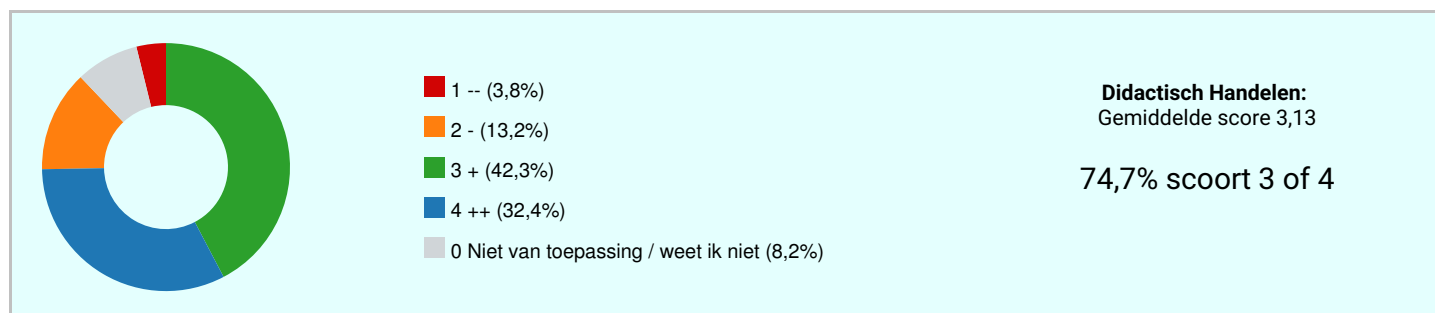 1 -- (3,8%)
2 - (13,2%)
3 + (42,3%)
4 ++ (32,4%)
0 Niet van toepassing / weet ik niet (8,2%)
Didactisch Handelen:
Gemiddelde score 3,13
74,7% scoort 3 of 4